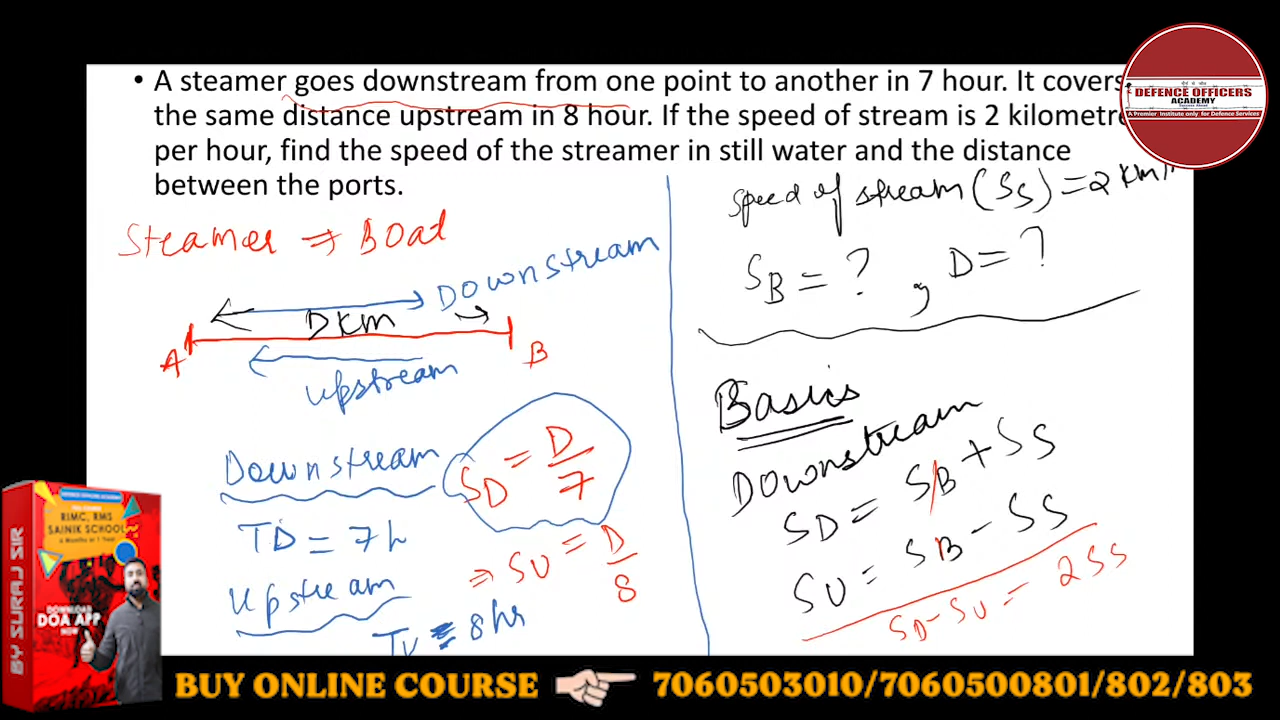 • A steamer goes downstream from one point to another in 7 hour. It covers
the same distance upstream in 8 hour. If the speed of stream is 2 kilometre
per hour, find the speed of the streamer in still water and the distance
between the ports.
DEFENCE OFFICERS
ACADEMY
A Premier Institute only for Defence Services
Steamer ⇒ Boat
Downstream
D km
A
B
Upstream
Downstream
SD = D/7
TD = 7h
⇒ SU = D/8
Upstream
TU = 8hr
Speed of stream (SS) = 2 km/
SB = ? , D = ?
Basics
Downstream
SD = SB + SS
SU = SB - SS
SD - SU = 2SS
BY SURAJ SIR
RIMC, RMS
SAINIK SCHOOL
DOWNLOAD
DOA APP
NOW
BUY ONLINE COURSE 7060503010/7060500801/802/803